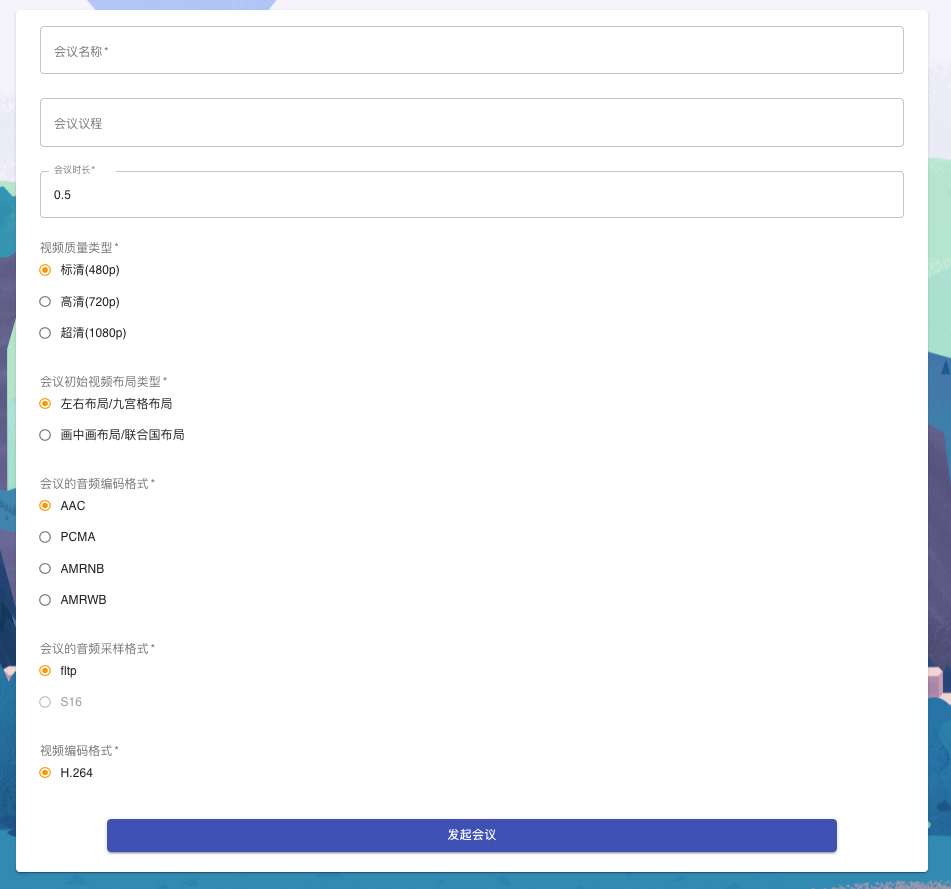 会议名称 *
会议议程
会议时长 *
0.5
视频质量类型 *
标清(480p)
高清(720p)
超清(1080p)
会议初始视频布局类型 *
左右布局/九宫格布局
画中画布局/联合国布局
会议的音频编码格式 *
AAC
PCMA
AMRNB
AMRWB
会议的音频采样格式 *
fltp
S16
视频编码格式 *
H.264
发起会议